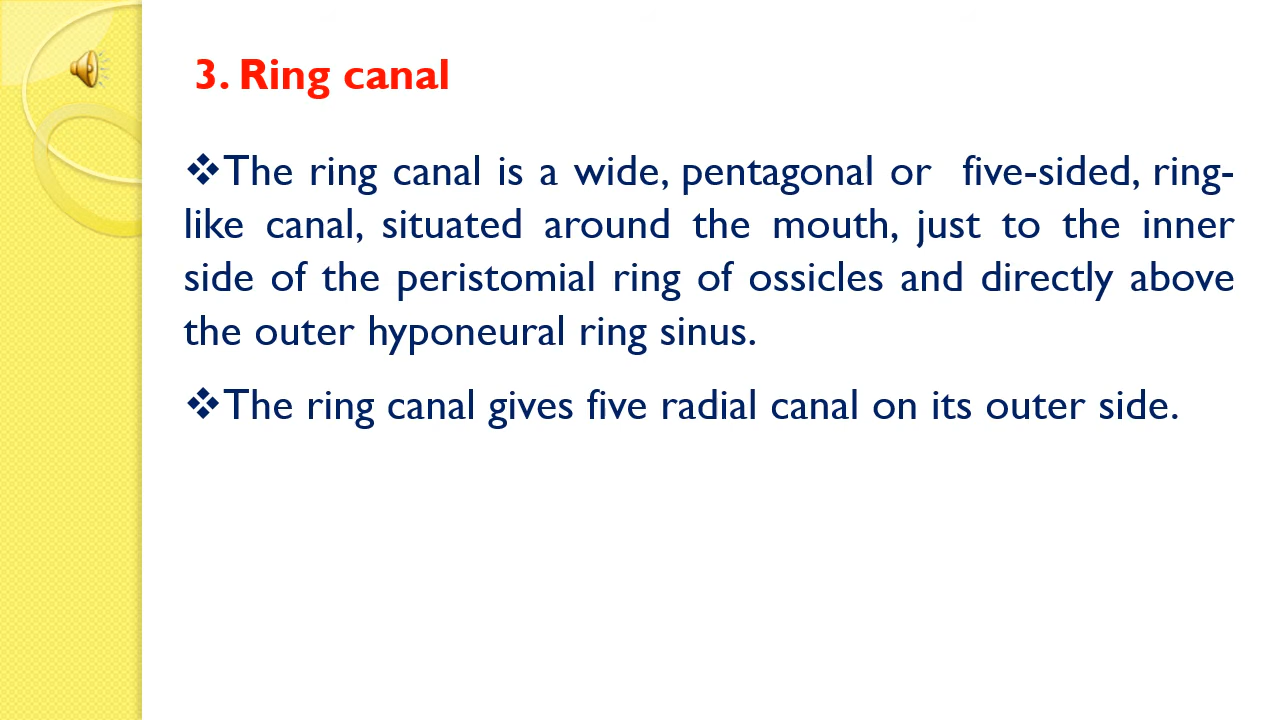 3. Ring canal
❖The ring canal is a wide, pentagonal or five-sided, ring-
like canal, situated around the mouth, just to the inner
side of the peristomial ring of ossicles and directly above
the outer hyponeural ring sinus.
❖The ring canal gives five radial canal on its outer side.